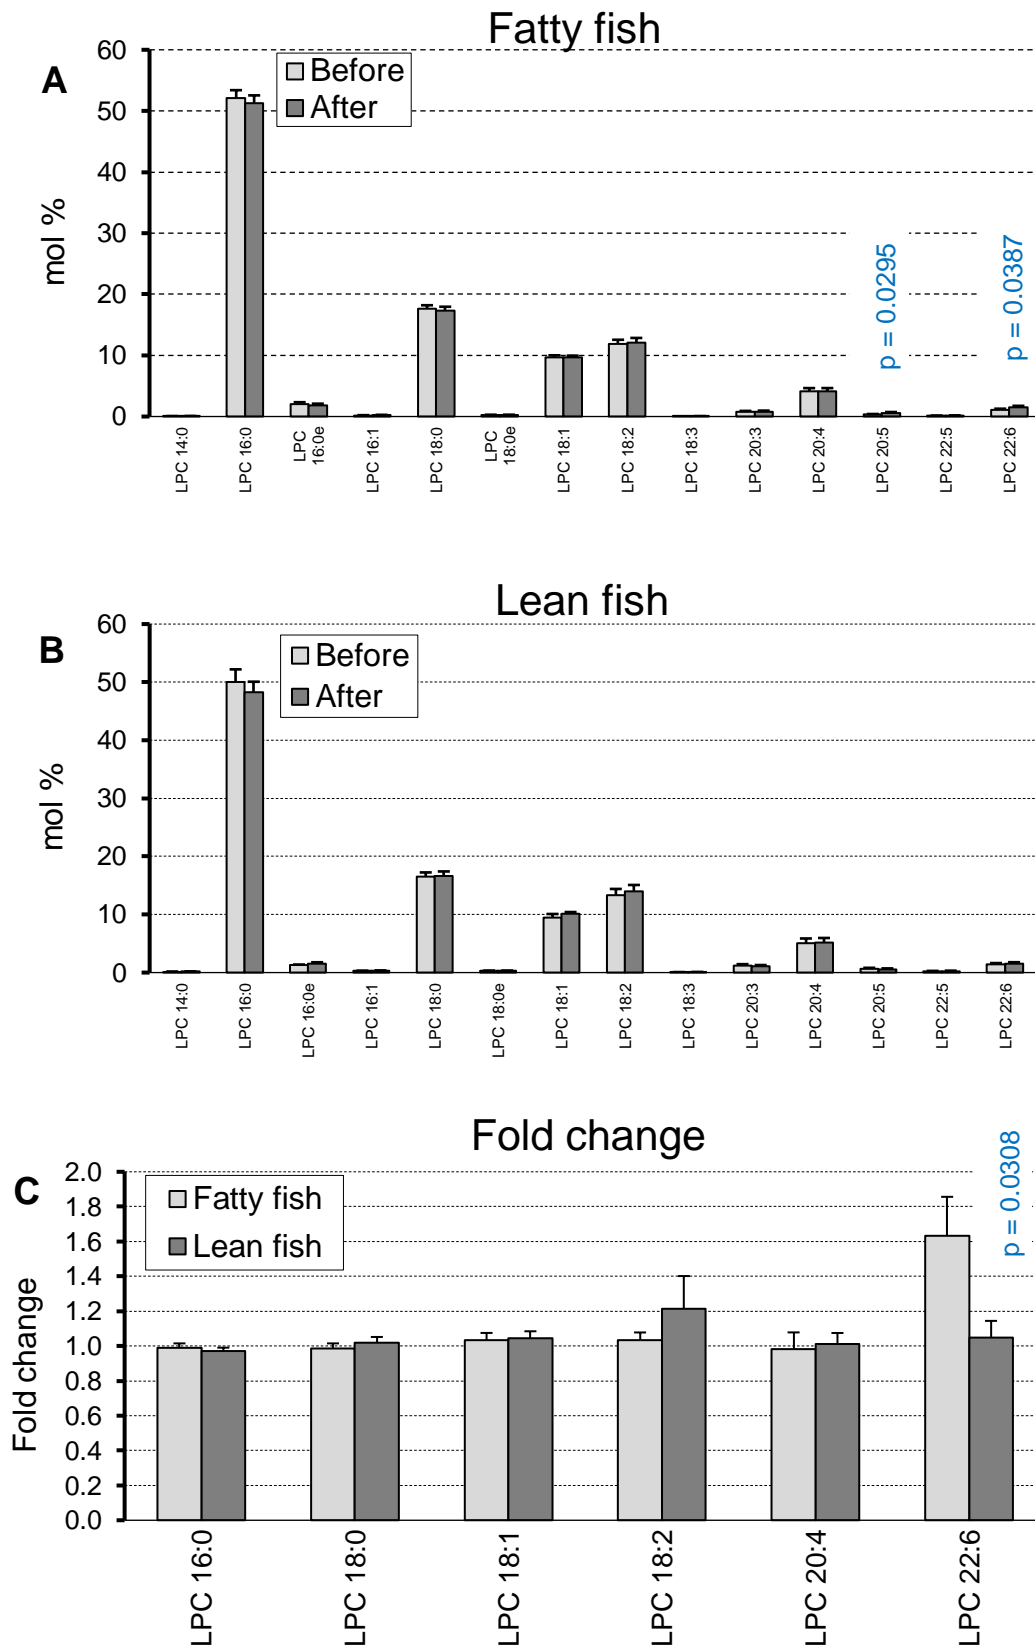 Fatty fish
A
60
50
40
30
20
10
0
mol %
Before
After
p = 0.0295
p = 0.0387
LPC 14:0
LPC 16:0
LPC
16:0e
LPC 16:1
LPC 18:0
LPC
18:0e
LPC 18:1
LPC 18:2
LPC 18:3
LPC 20:3
LPC 20:4
LPC 20:5
LPC 22:5
LPC 22:6
Lean fish
B
60
50
40
30
20
10
0
mol %
Before
After
LPC 14:0
LPC 16:0
LPC 16:0e
LPC 16:1
LPC 18:0
LPC 18:0e
LPC 18:1
LPC 18:2
LPC 18:3
LPC 20:3
LPC 20:4
LPC 20:5
LPC 22:5
LPC 22:6
Fold change
C
2.0
1.8
1.6
1.4
1.2
1.0
0.8
0.6
0.4
0.2
0.0
Fold change
Fatty fish
Lean fish
p = 0.0308
LPC 16:0
LPC 18:0
LPC 18:1
LPC 18:2
LPC 20:4
LPC 22:6